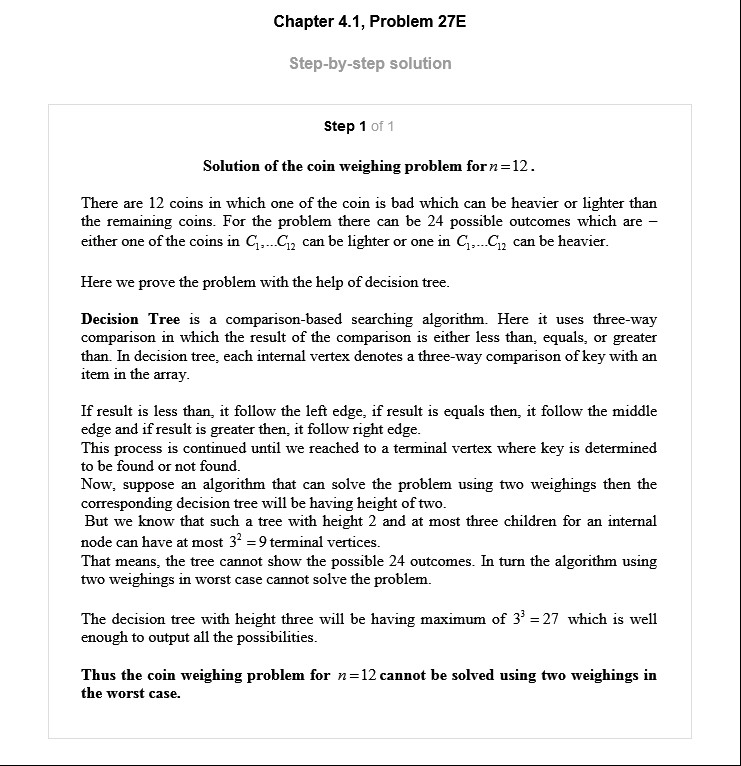 Chapter 4.1, Problem 27E
Step-by-step solution
Step 1 of 1
Solution of the coin weighing problem for n=12.
There are 12 coins in which one of the coin is bad which can be heavier or lighter than
the remaining coins. For the problem there can be 24 possible outcomes which are –
either one of the coins in C₁,...C₁₂ can be lighter or one in C₁,...C₁₂ can be heavier.
Here we prove the problem with the help of decision tree.
Decision Tree is a comparison-based searching algorithm. Here it uses three-way
comparison in which the result of the comparison is either less than, equals, or greater
than. In decision tree, each internal vertex denotes a three-way comparison of key with an
item in the array.
If result is less than, it follow the left edge, if result is equals then, it follow the middle
edge and if result is greater then, it follow right edge.
This process is continued until we reached to a terminal vertex where key is determined
to be found or not found.
Now, suppose an algorithm that can solve the problem using two weighings then the
corresponding decision tree will be having height of two.
But we know that such a tree with height 2 and at most three children for an internal
node can have at most 3² = 9 terminal vertices.
That means, the tree cannot show the possible 24 outcomes. In turn the algorithm using
two weighings in worst case cannot solve the problem.
The decision tree with height three will be having maximum of 3³ = 27 which is well
enough to output all the possibilities.
Thus the coin weighing problem for n=12 cannot be solved using two weighings in
the worst case.